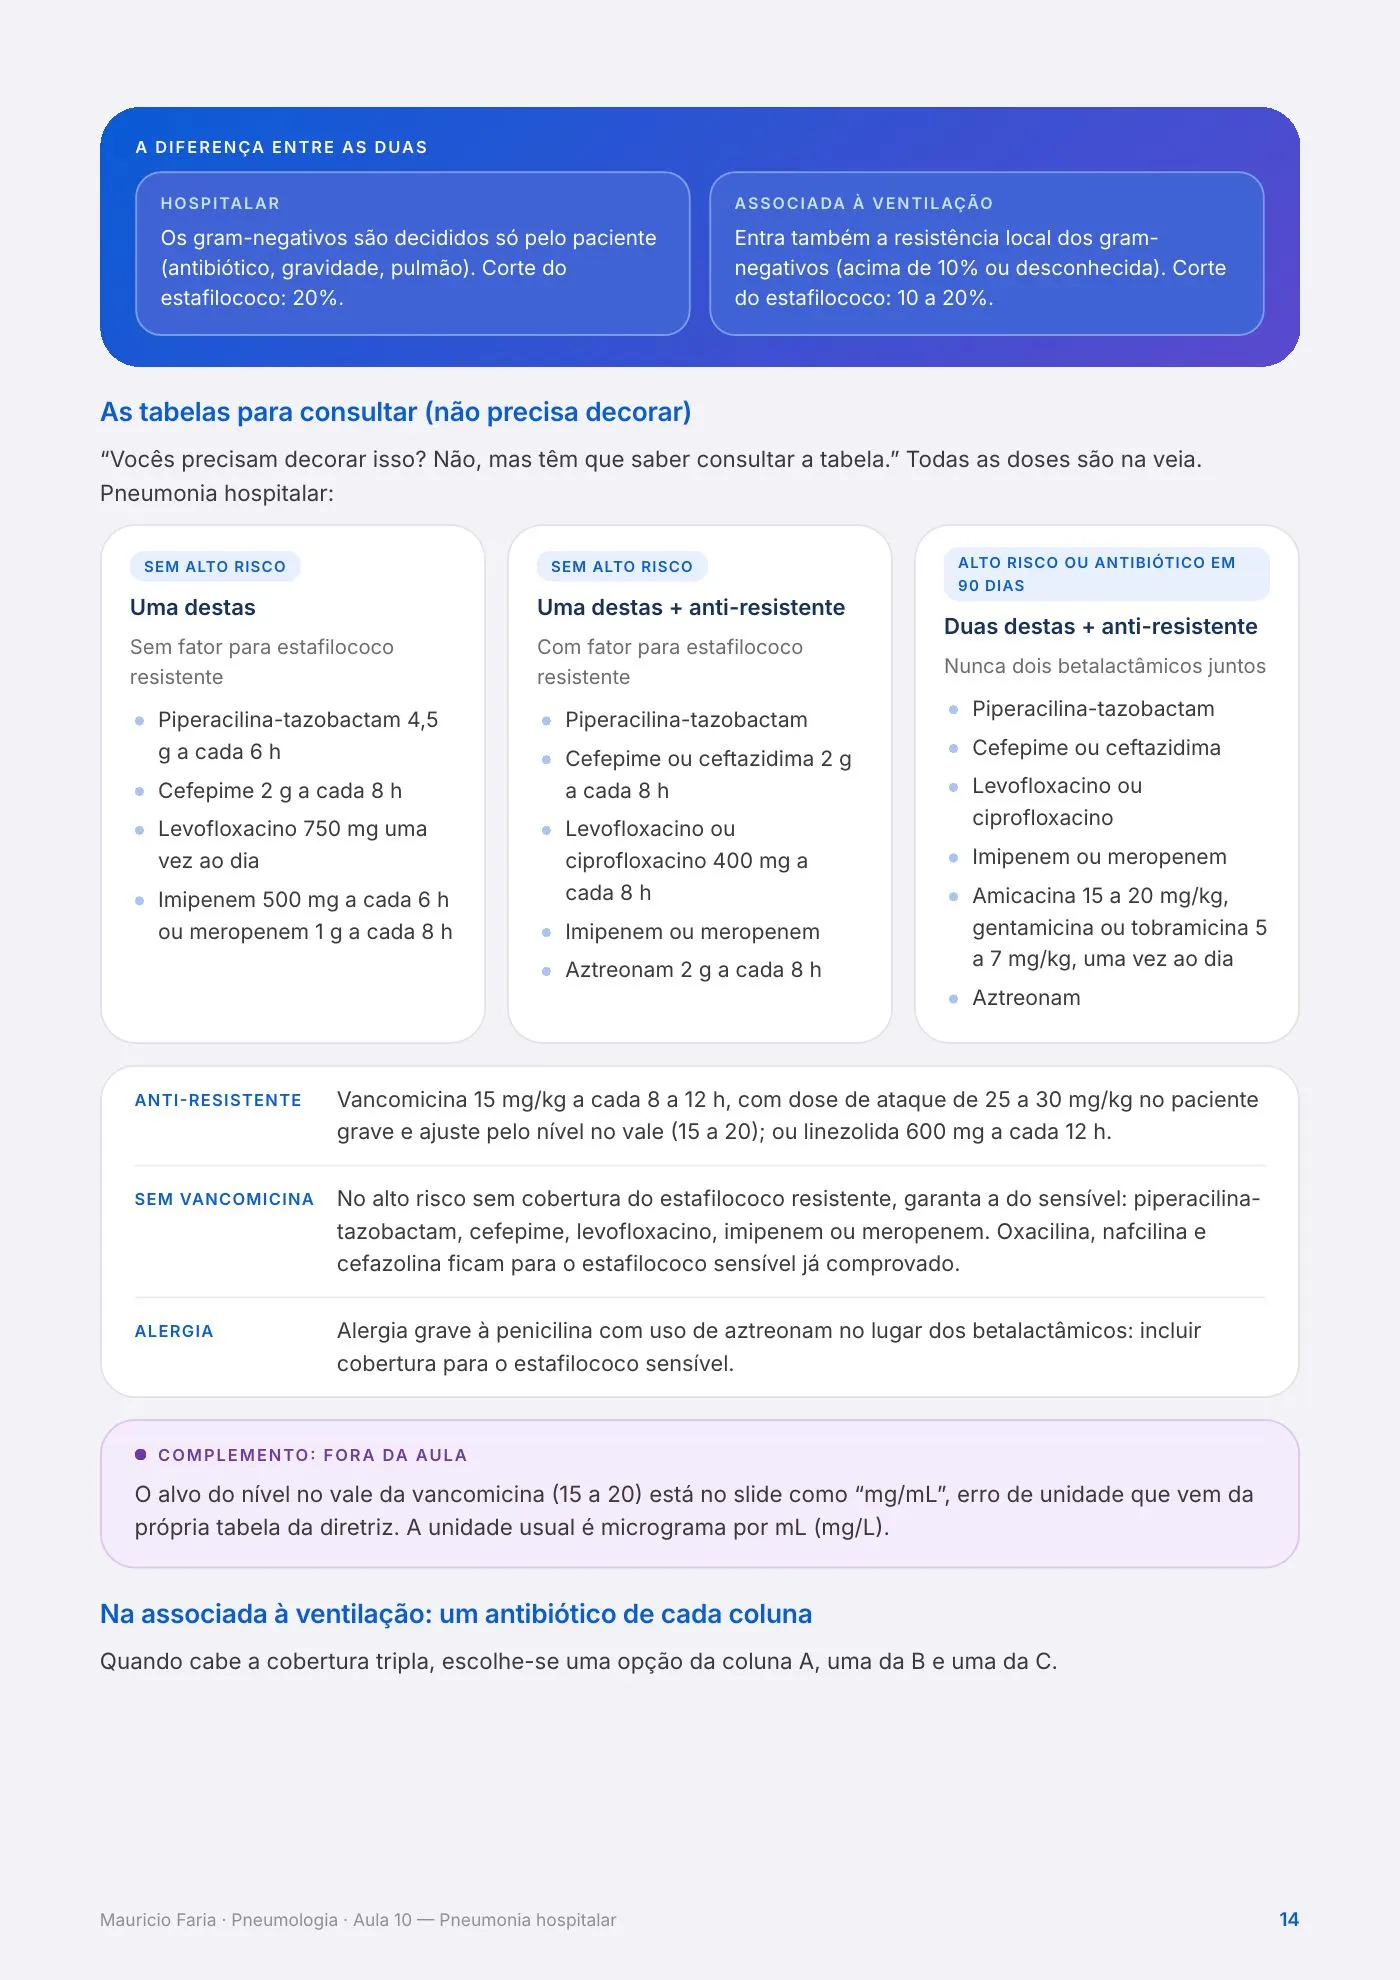 A DIFERENÇA ENTRE AS DUAS
HOSPITALAR
Os gram-negativos são decididos só pelo paciente
(antibiótico, gravidade, pulmão). Corte do
estafilococo: 20%.
ASSOCIADA À VENTILAÇÃO
Entra também a resistência local dos gram-
negativos (acima de 10% ou desconhecida). Corte
do estafilococo: 10 a 20%.
As tabelas para consultar (não precisa decorar)
“Vocês precisam decorar isso? Não, mas têm que saber consultar a tabela.” Todas as doses são na veia.
Pneumonia hospitalar:
SEM ALTO RISCO
Uma destas
Sem fator para estafilococo
resistente
Piperacilina-tazobactam 4,5
g a cada 6 h
Cefepime 2 g a cada 8 h
Levofloxacino 750 mg uma
vez ao dia
Imipenem 500 mg a cada 6 h
ou meropenem 1 g a cada 8 h
SEM ALTO RISCO
Uma destas + anti-resistente
Com fator para estafilococo
resistente
Piperacilina-tazobactam
Cefepime ou ceftazidima 2 g
a cada 8 h
Levofloxacino ou
ciprofloxacino 400 mg a
cada 8 h
Imipenem ou meropenem
Aztreonam 2 g a cada 8 h
ALTO RISCO OU ANTIBIÓTICO EM
90 DIAS
Duas destas + anti-resistente
Nunca dois betalactâmicos juntos
Piperacilina-tazobactam
Cefepime ou ceftazidima
Levofloxacino ou
ciprofloxacino
Imipenem ou meropenem
Amicacina 15 a 20 mg/kg,
gentamicina ou tobramicina 5
a 7 mg/kg, uma vez ao dia
Aztreonam
ANTI-RESISTENTE
Vancomicina 15 mg/kg a cada 8 a 12 h, com dose de ataque de 25 a 30 mg/kg no paciente
grave e ajuste pelo nível no vale (15 a 20); ou linezolida 600 mg a cada 12 h.
SEM VANCOMICINA
No alto risco sem cobertura do estafilococo resistente, garanta a do sensível: piperacilina-
tazobactam, cefepime, levofloxacino, imipenem ou meropenem. Oxacilina, nafcilina e
cefazolina ficam para o estafilococo sensível já comprovado.
ALERGIA
Alergia grave à penicilina com uso de aztreonam no lugar dos betalactâmicos: incluir
cobertura para o estafilococo sensível.
COMPLEMENTO: FORA DA AULA
O alvo do nível no vale da vancomicina (15 a 20) está no slide como “mg/mL”, erro de unidade que vem da
própria tabela da diretriz. A unidade usual é micrograma por mL (mg/L).
Na associada à ventilação: um antibiótico de cada coluna
Quando cabe a cobertura tripla, escolhe-se uma opção da coluna A, uma da B e uma da C.
Mauricio Faria · Pneumologia · Aula 10 — Pneumonia hospitalar
14